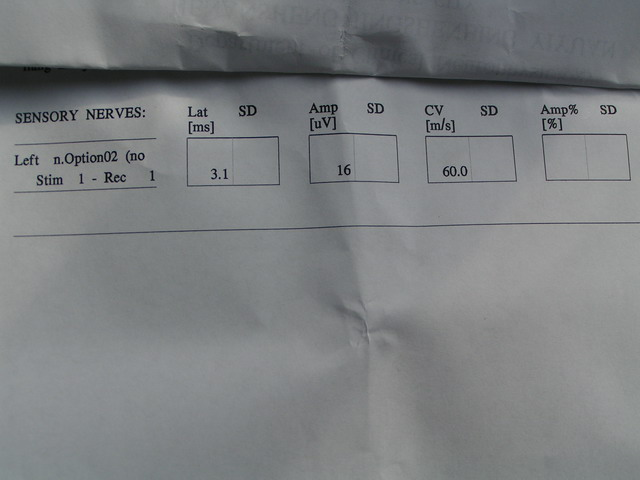 SENSORY NERVES: Lat SD Amp SD CV SD Amp% SD
[ms] [uV] [m/s] [%]
Left n.Option02 (no
Stim 1 - Rec 1 3.1 16 60.0